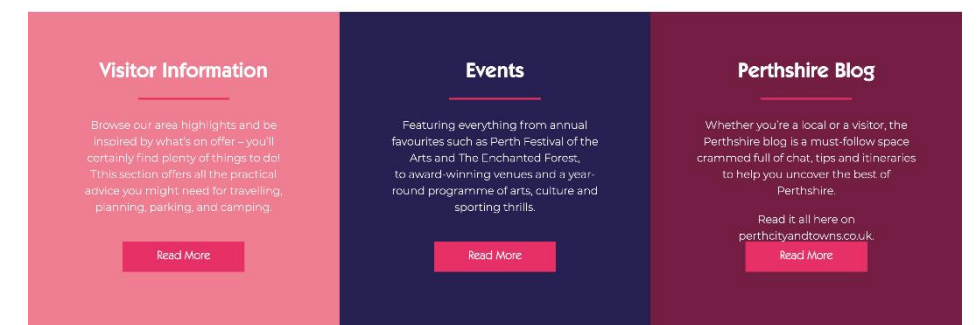 Visitor Information
Browse our area highlights and be
inspired by what's on offer – you'll
certainly find plenty of things to do!
Tthis section offers all the practical
advice you might need for travelling,
planning, parking, and camping.
Read More
Events
Featuring everything from annual
favourites such as Perth Festival of the
Arts and The Enchanted Forest,
to award-winning venues and a year-
round programme of arts, culture and
sporting thrills.
Read More
Perthshire Blog
Whether you're a local or a visitor, the
Perthshire blog is a must-follow space
crammed full of chat, tips and itineraries
to help you uncover the best of
Perthshire.
Read it all here on
perthcityandtowns.co.uk.
Read More